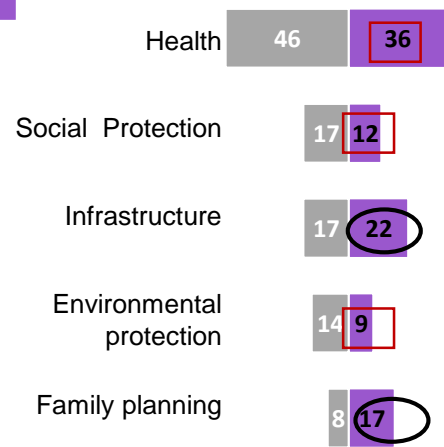 Health 46 36
Social Protection 17 12
Infrastructure 17 22
Environmental
protection 14 9
Family planning 8 17